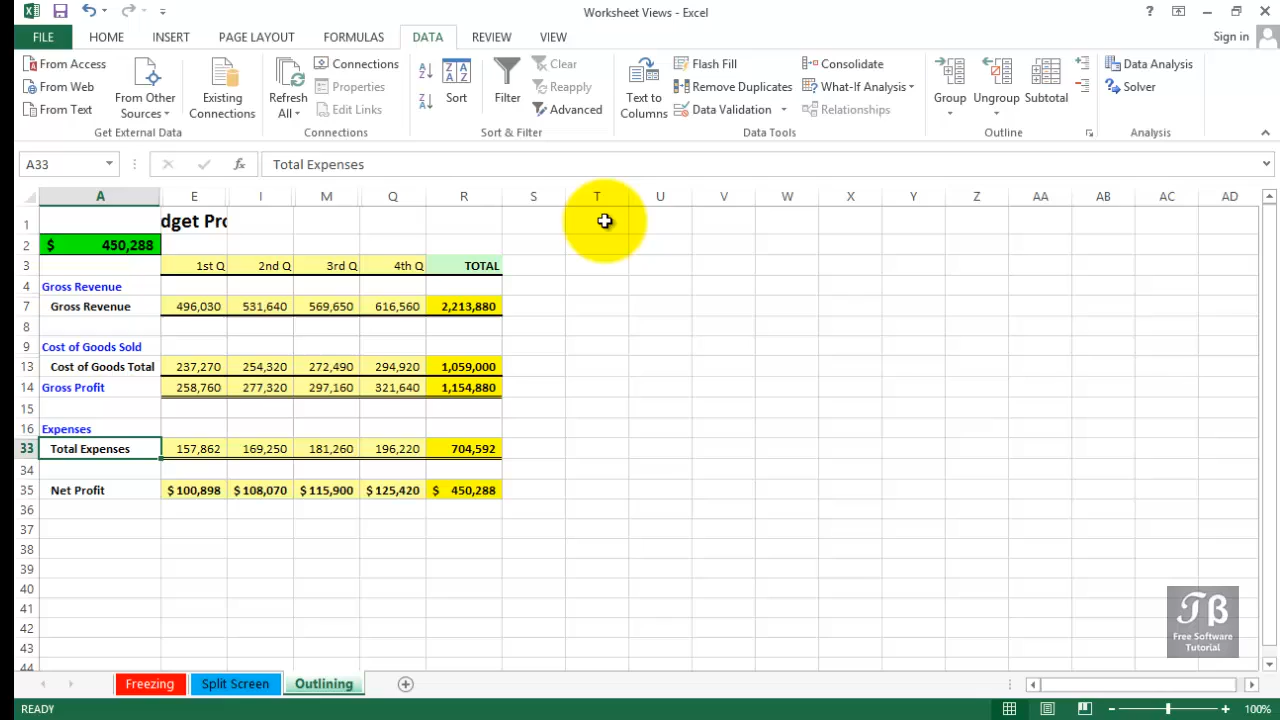 Worksheet Views - Excel
Sign in
FILE HOME INSERT PAGE LAYOUT FORMULAS DATA REVIEW VIEW
From Access
From Web
From Text
From Other Sources
Existing Connections
Get External Data
Refresh All
Connections
Properties
Edit Links
Connections
Sort
Filter
Clear
Reapply
Advanced
Sort & Filter
Text to Columns
Flash Fill
Remove Duplicates
Data Validation
Consolidate
What-If Analysis
Relationships
Data Tools
Group
Ungroup
Subtotal
Outline
Data Analysis
Solver
Analysis
A33 fx Total Expenses
A E I M Q R S T U V W X Y Z AA AB AC AD
1 dget Pro
2 $ 450,288
3 1st Q 2nd Q 3rd Q 4th Q TOTAL
4 Gross Revenue
7 Gross Revenue 496,030 531,640 569,650 616,560 2,213,880
8
9 Cost of Goods Sold
13 Cost of Goods Total 237,270 254,320 272,490 294,920 1,059,000
14 Gross Profit 258,760 277,320 297,160 321,640 1,154,880
15
16 Expenses
33 Total Expenses 157,862 169,250 181,260 196,220 704,592
34
35 Net Profit $ 100,898 $ 108,070 $ 115,900 $ 125,420 $ 450,288
36
37
38
39
40
41
42
43
44
TB
Free Software
Tutorial
Freezing Split Screen Outlining
READY 100%